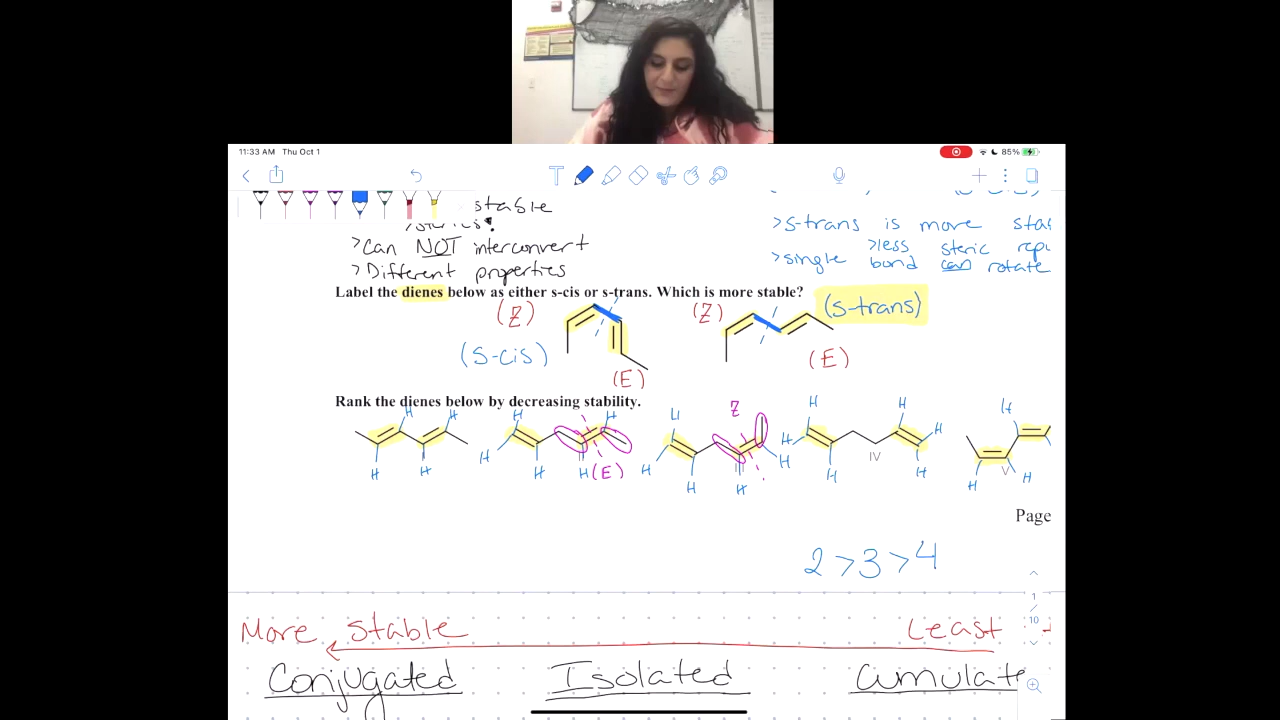 11:33 AM Thu Oct 1
85%
stable
>Can NOT interconvert
>Different properties
>s-trans is more
>less steric
>single bond can rotate
Label the dienes below as either s-cis or s-trans. Which is more stable?
(s-trans)
(Z)
(Z)
(s-cis)
(E)
(E)
Rank the dienes below by decreasing stability.
H H H H H Z H H H
H H H H
H H H H H(E) H H H H IV H V H
Page
2 > 3 > 4
1
/
10
More stable Least
Conjugated Isolated Cumulate